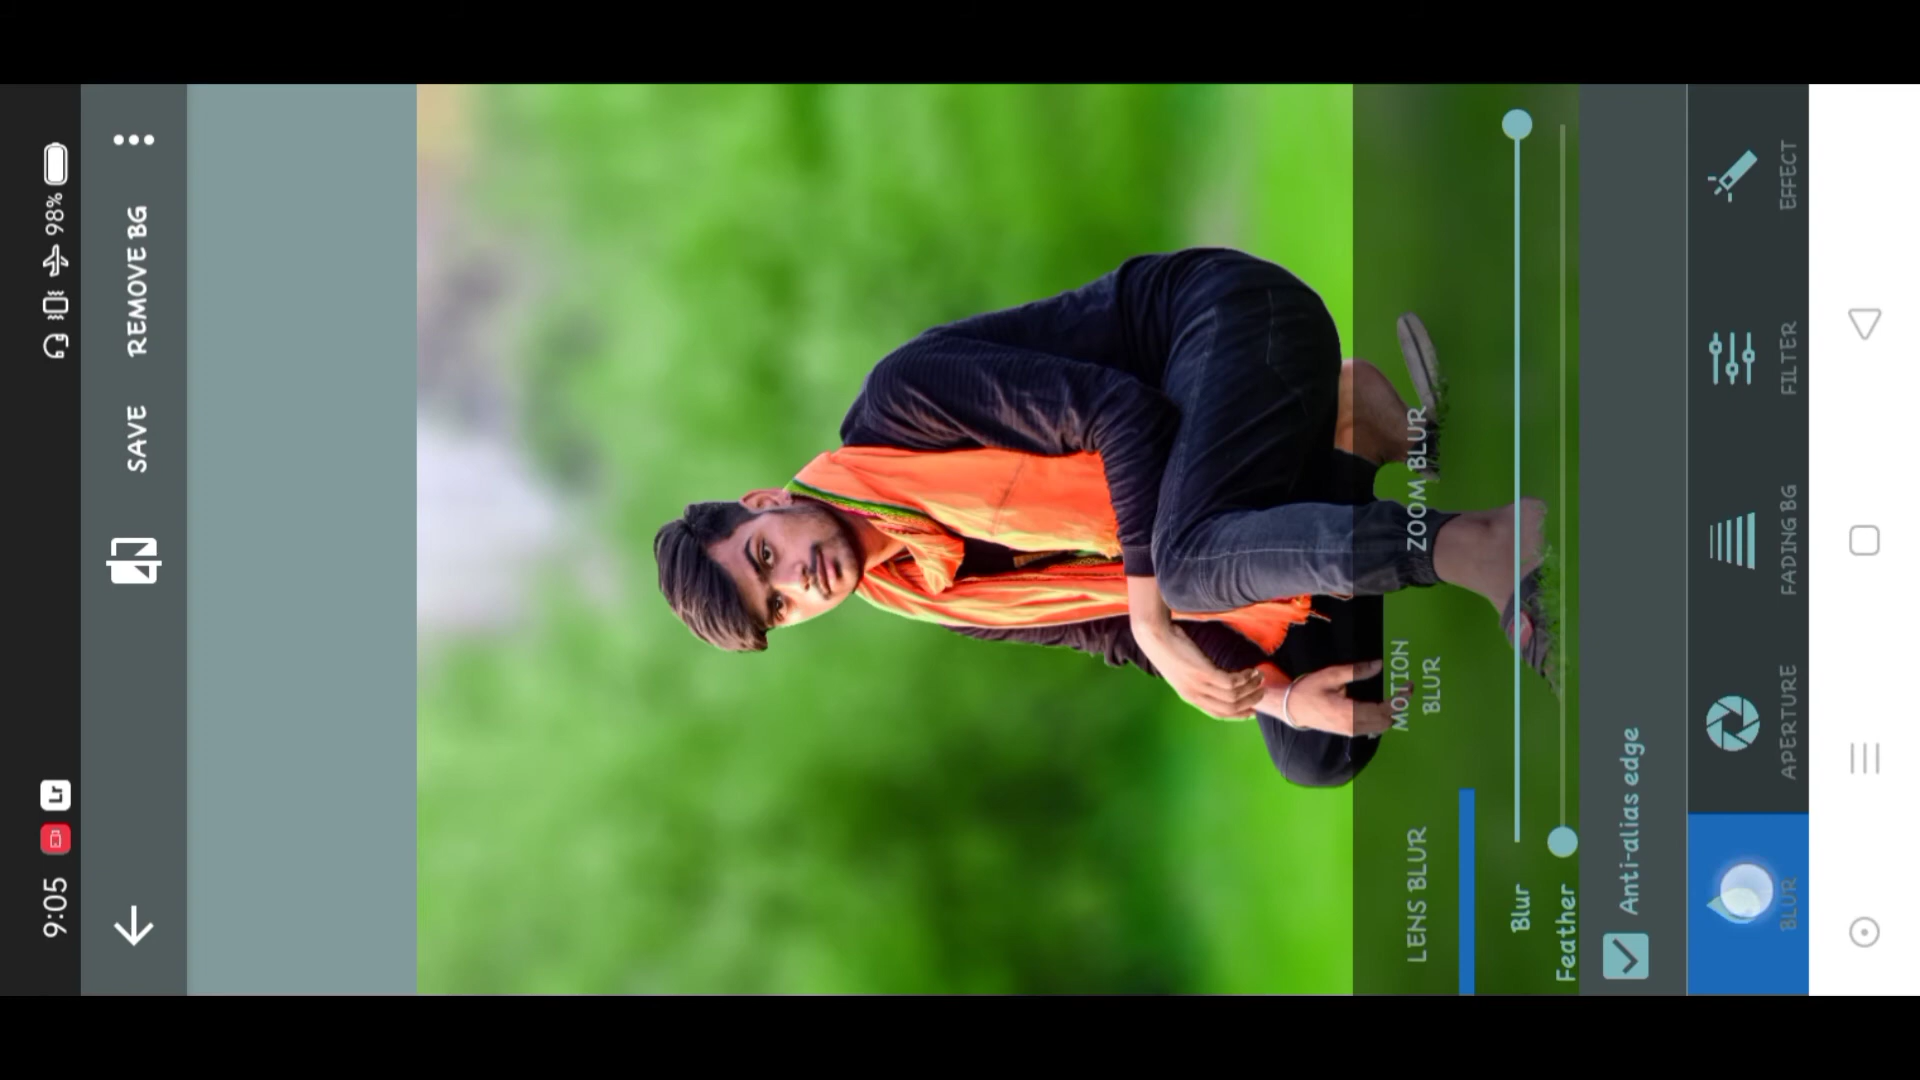 9:05
Lr
98%
SAVE
REMOVE BG
LENS BLUR
MOTION
BLUR
ZOOM BLUR
Blur
Feather
Anti-alias edge
BLUR
APERTURE
FADING BG
FILTER
EFFECT